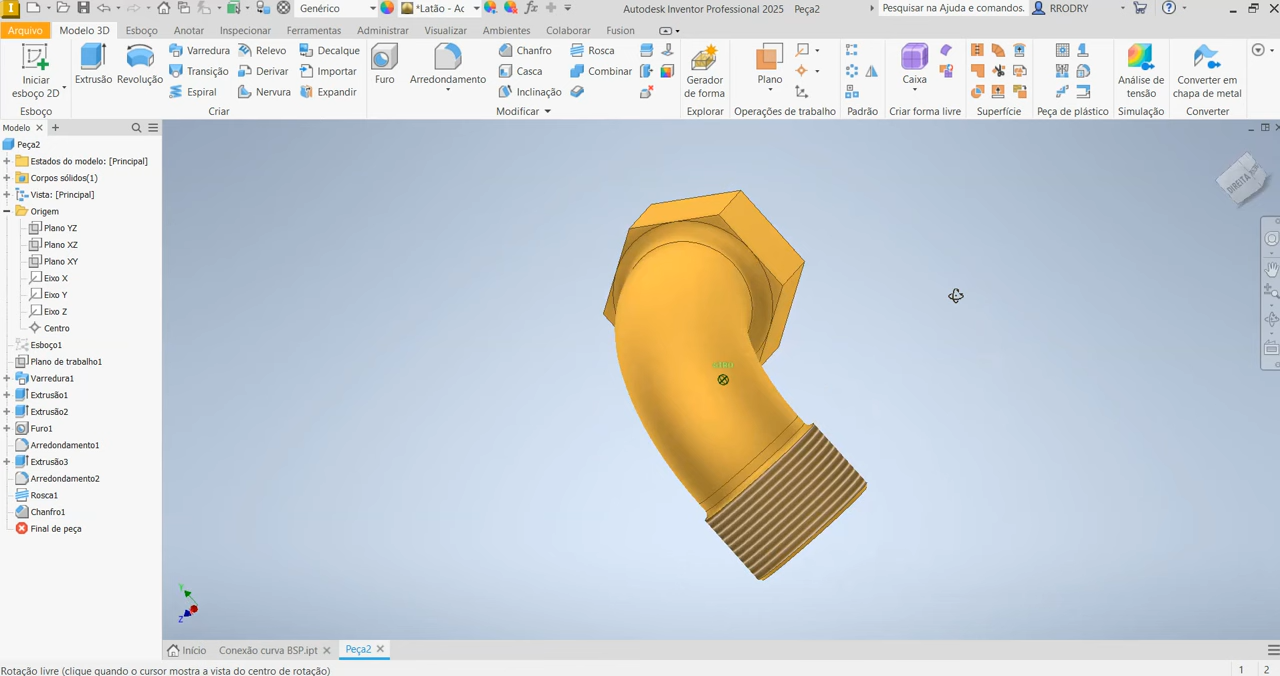 Genérico
*Latão - Ac
Autodesk Inventor Professional 2025 Peça2
Pesquisar na Ajuda e comandos.
RRODRY
Arquivo Modelo 3D Esboço Anotar Inspecionar Ferramentas Administrar Visualizar Ambientes Colaborar Fusion
Iniciar
esboço 2D
Esboço
Extrusão
Revolução
Varredura
Transição
Espiral
Relevo
Derivar
Nervura
Decalque
Importar
Expandir
Criar
Furo
Arredondamento
Chanfro
Casca
Inclinação
Rosca
Combinar
Modificar
Gerador
de forma
Explorar
Plano
Operações de trabalho
Padrão
Caixa
Criar forma livre
Superfície
Peça de plástico
Análise de
tensão
Simulação
Converter em
chapa de metal
Converter
Modelo
Peça2
Estados do modelo: [Principal]
Corpos sólidos(1)
Vista: [Principal]
Origem
Plano YZ
Plano XZ
Plano XY
Eixo X
Eixo Y
Eixo Z
Centro
Esboço1
Plano de trabalho1
Varredura1
Extrusão1
Extrusão2
Furo1
Arredondamento1
Extrusão3
Arredondamento2
Rosca1
Chanfro1
Final de peça
DIREITA
Y
Z
Início
Conexão curva BSP.ipt
Peça2
Rotação livre (clique quando o cursor mostra a vista do centro de rotação)
1 2